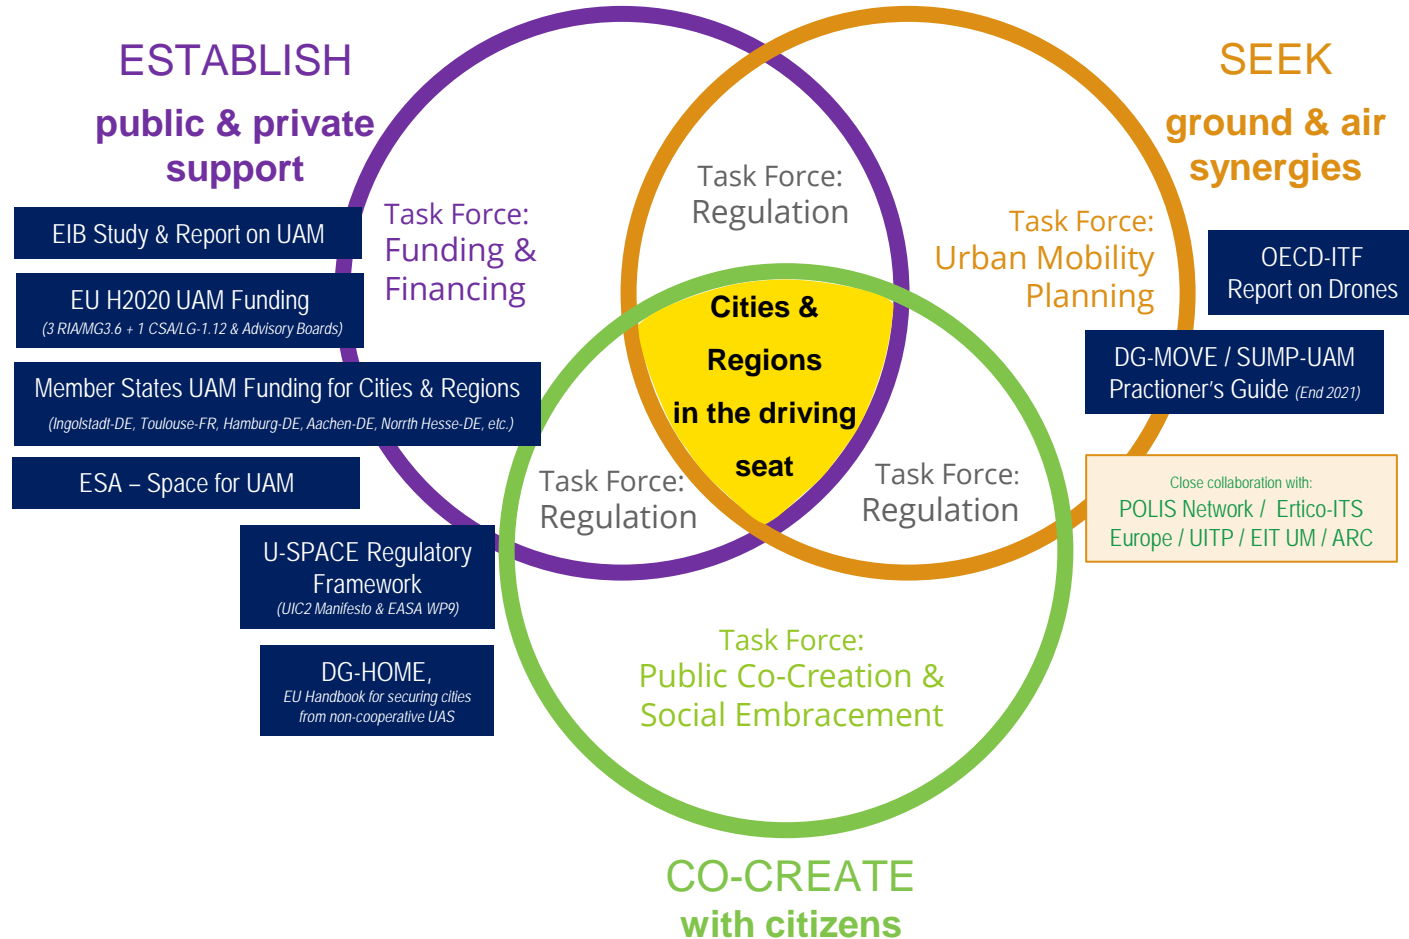 ESTABLISH
public & private
support
SEEK
ground & air
synergies
Task Force:
Regulation
Task Force:
Funding &
Financing
Task Force:
Urban Mobility
Planning
EIB Study & Report on UAM
EU H2020 UAM Funding
(3 RIA/MG3.6 + 1 CSA/LG-1.12 & Advisory Boards)
Member States UAM Funding for Cities & Regions
(Ingolstadt-DE, Toulouse-FR, Hamburg-DE, Aachen-DE, Norrth Hesse-DE, etc.)
ESA – Space for UAM
OECD-ITF
Report on Drones
DG-MOVE / SUMP-UAM
Practioner's Guide (End 2021)
Cities &
Regions
in the driving
seat
Task Force:
Regulation
Task Force:
Regulation
Close collaboration with:
POLIS Network / Ertico-ITS
Europe / UITP / EIT UM / ARC
U-SPACE Regulatory
Framework
(UIC2 Manifesto & EASA WP9)
DG-HOME,
EU Handbook for securing cities
from non-cooperative UAS
Task Force:
Public Co-Creation &
Social Embracement
CO-CREATE
with citizens